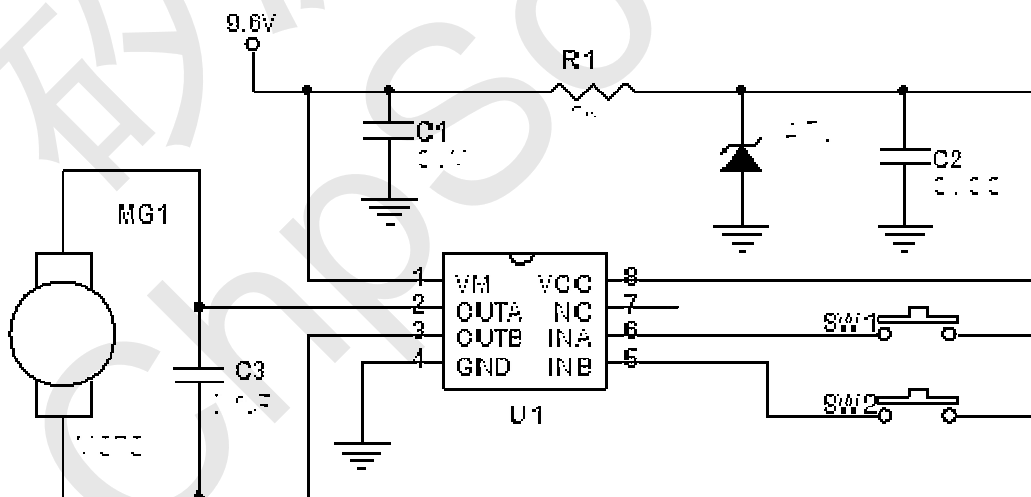 9.6V
R1
C1
C2
MG1
1 VM VCC 8
2 OUTA NC 7
3 OUTB INA 6
4 GND INB 5
SW1
SW2
C3
U1
ChpSo